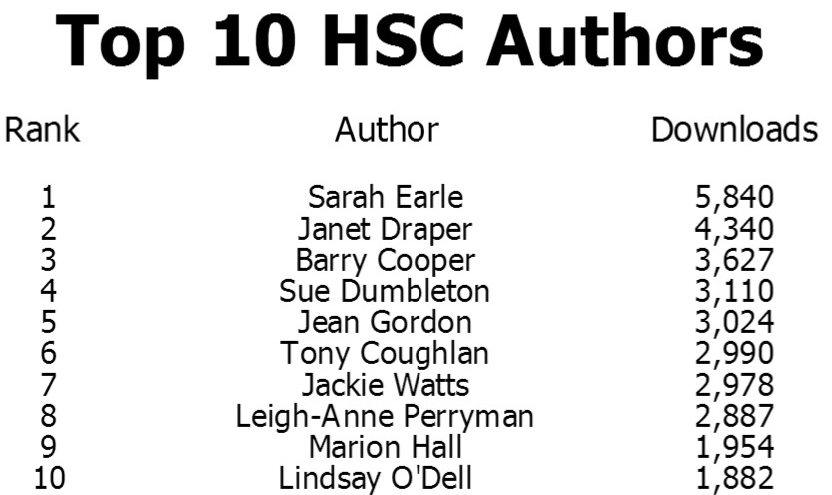 Top 10 HSC Authors
Rank Author Downloads
1 Sarah Earle 5,840
2 Janet Draper 4,340
3 Barry Cooper 3,627
4 Sue Dumbleton 3,110
5 Jean Gordon 3,024
6 Tony Coughlan 2,990
7 Jackie Watts 2,978
8 Leigh-Anne Perryman 2,887
9 Marion Hall 1,954
10 Lindsay O'Dell 1,882